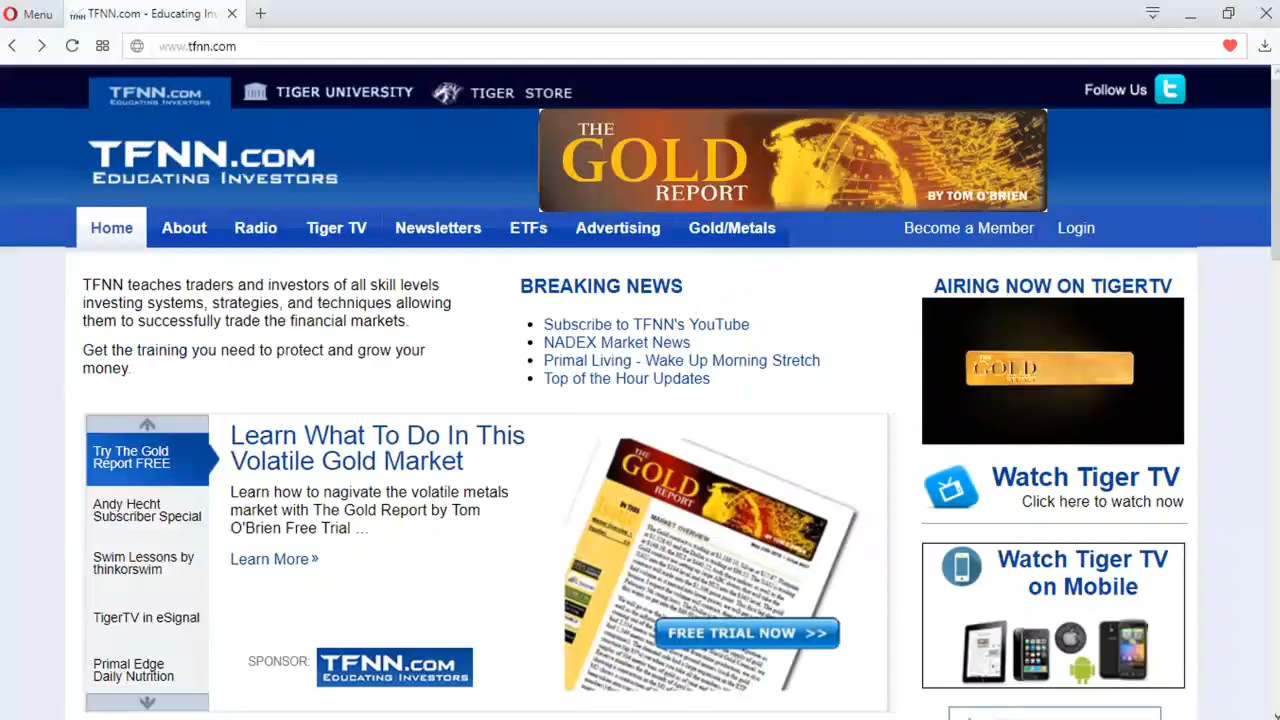 Menu
TFNN.com - Educating In
www.tfnn.com
TFNN.COM
EDUCATING INVESTORS
TIGER UNIVERSITY
TIGER STORE
Follow Us
TFNN.COM
EDUCATING INVESTORS
THE
GOLD
REPORT
BY TOM O'BRIEN
Home
About
Radio
Tiger TV
Newsletters
ETFs
Advertising
Gold/Metals
Become a Member
Login
TFNN teaches traders and investors of all skill levels
investing systems, strategies, and techniques allowing
them to successfully trade the financial markets.
Get the training you need to protect and grow your
money.
BREAKING NEWS
Subscribe to TFNN's YouTube
NADEX Market News
Primal Living - Wake Up Morning Stretch
Top of the Hour Updates
AIRING NOW ON TIGERTV
THE
GOLD
REPORT
Watch Tiger TV
Click here to watch now
Watch Tiger TV
on Mobile
Try The Gold
Report FREE
Andy Hecht
Subscriber Special
Swim Lessons by
thinkorswim
TigerTV in eSignal
Primal Edge
Daily Nutrition
Learn What To Do In This
Volatile Gold Market
Learn how to nagivate the volatile metals
market with The Gold Report by Tom
O'Brien Free Trial ...
Learn More »
SPONSOR:
TFNN.COM
EDUCATING INVESTORS
THE
GOLD
REPORT
MARKET OVERVIEW
FREE TRIAL NOW >>